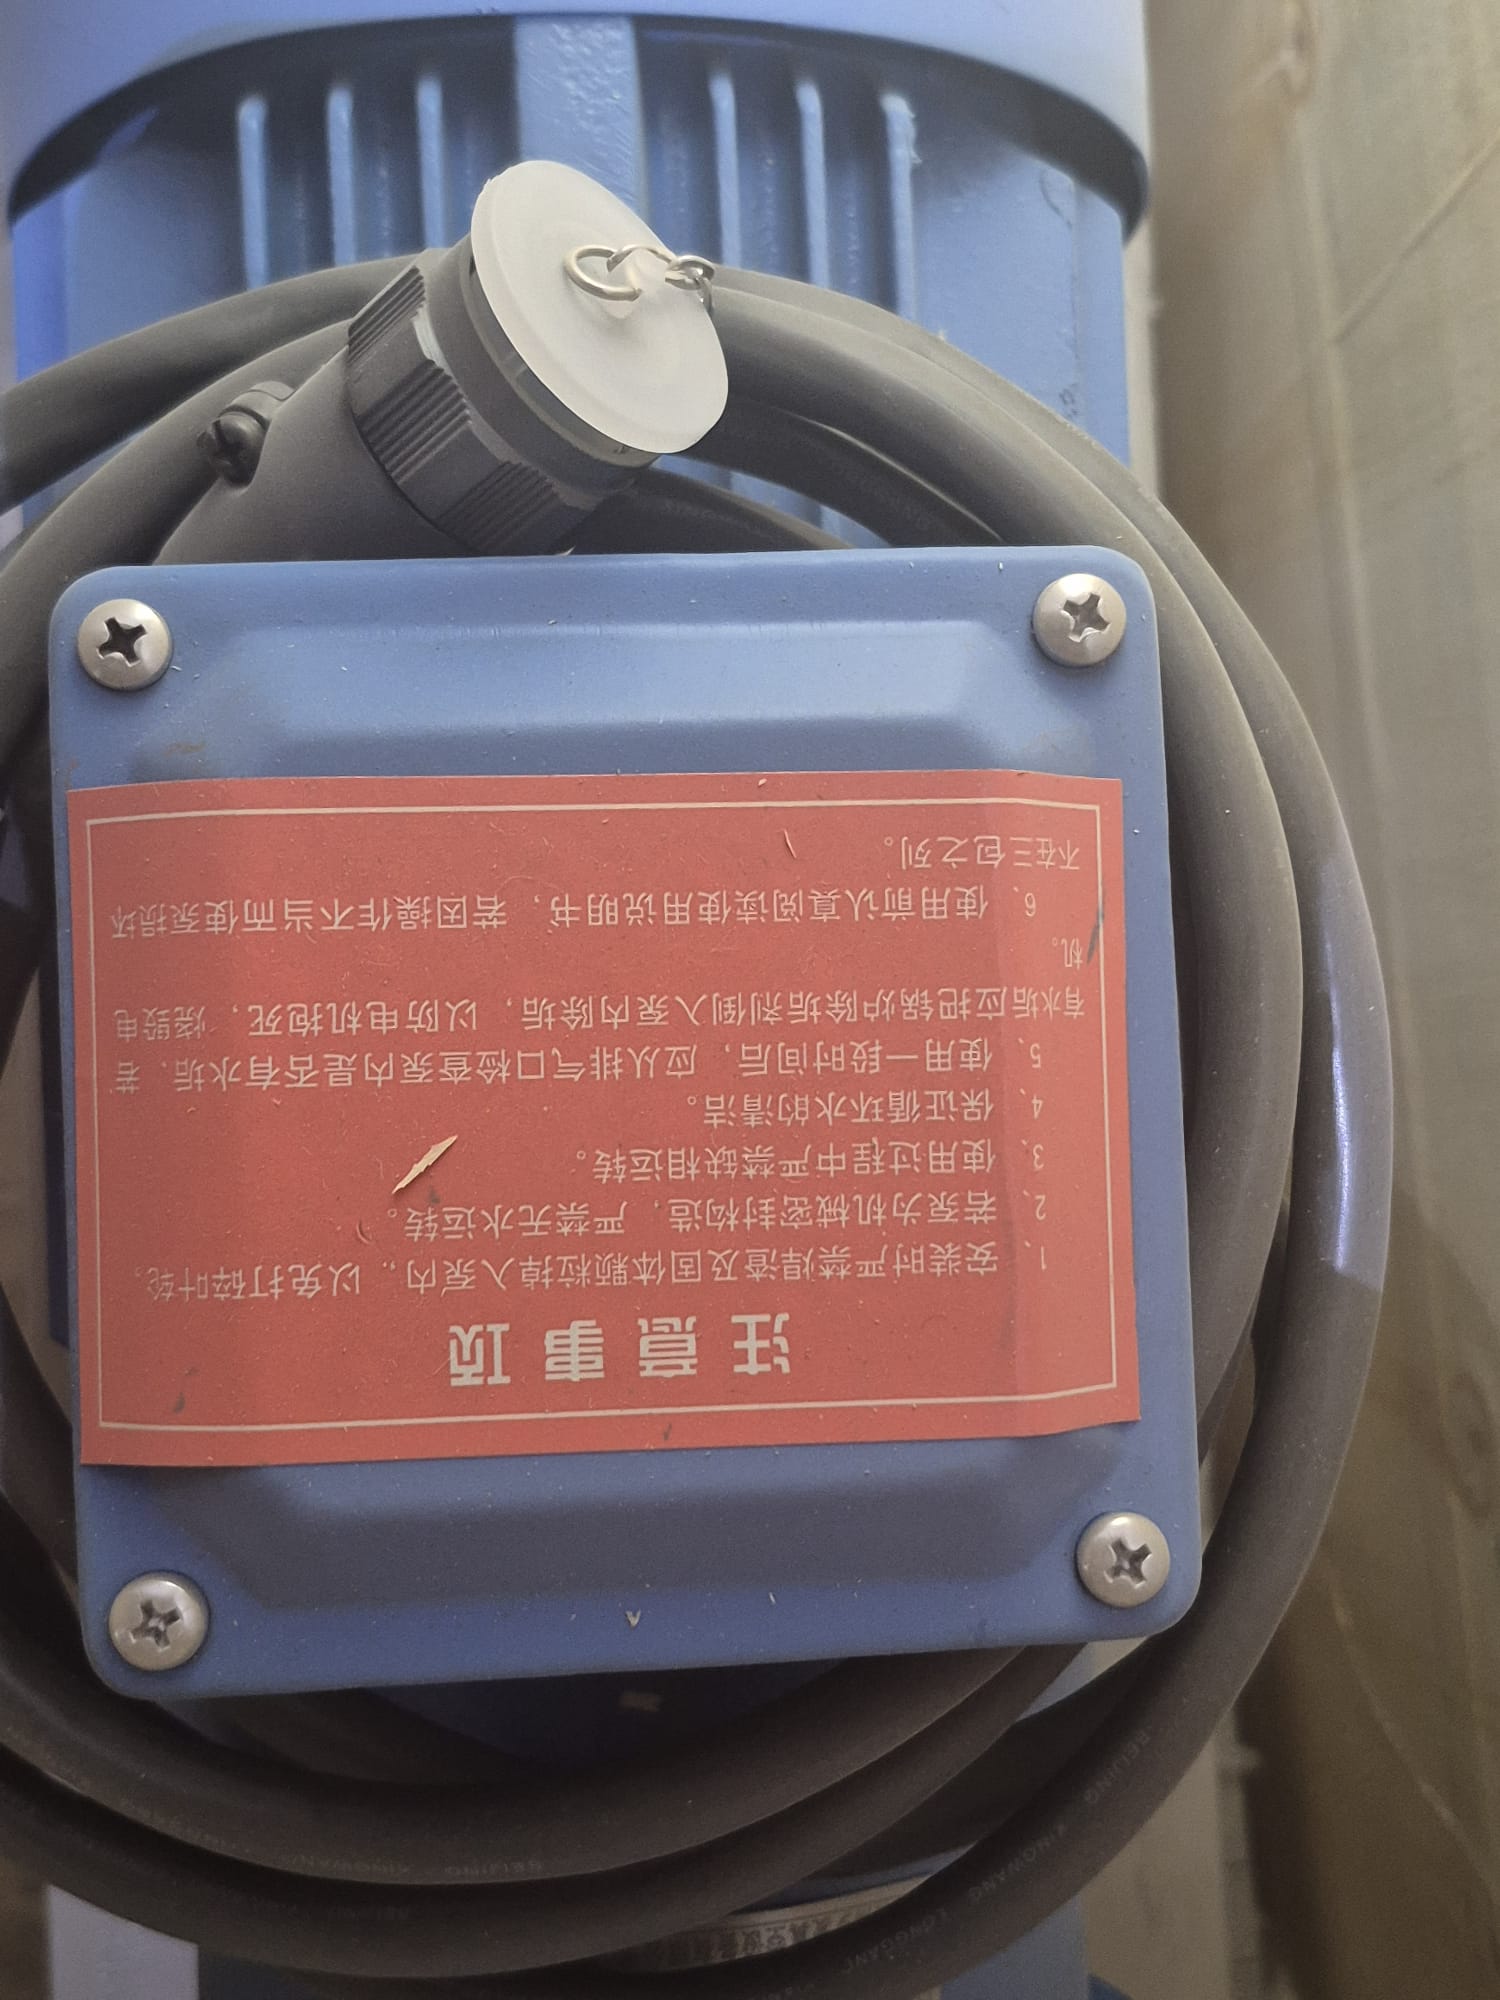 注意事项
1、安装时严禁焊渣及固体颗粒掉入泵内,以免打碎叶轮。
2、若泵为机械密封构造,严禁无水运转。
3、使用过程中严禁缺相运转。
4、保证循环水的清洁。
5、使用一段时间后,应从排气口检查泵内是否有水垢.若
有水垢应把锅炉除垢剂倒入泵内除垢,以防电机抱死,烧毁电
机。
6、使用前认真阅读使用说明书,若因操作不当而使泵损坏
不在三包之列。
BEIJING XINGWANG
BEIJING XINGWANG